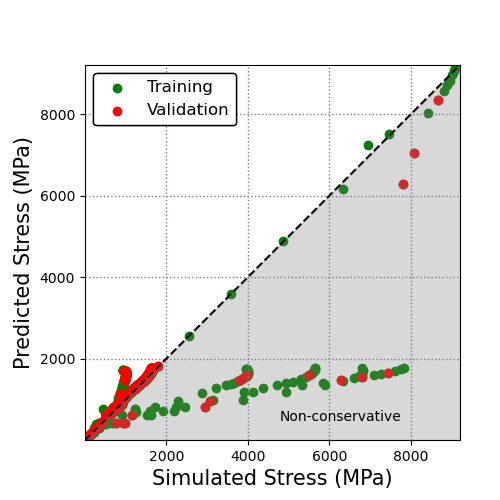 Training
Validation
8000
6000
4000
2000
Predicted Stress (MPa)
Non-conservative
2000
4000
6000
8000
Simulated Stress (MPa)